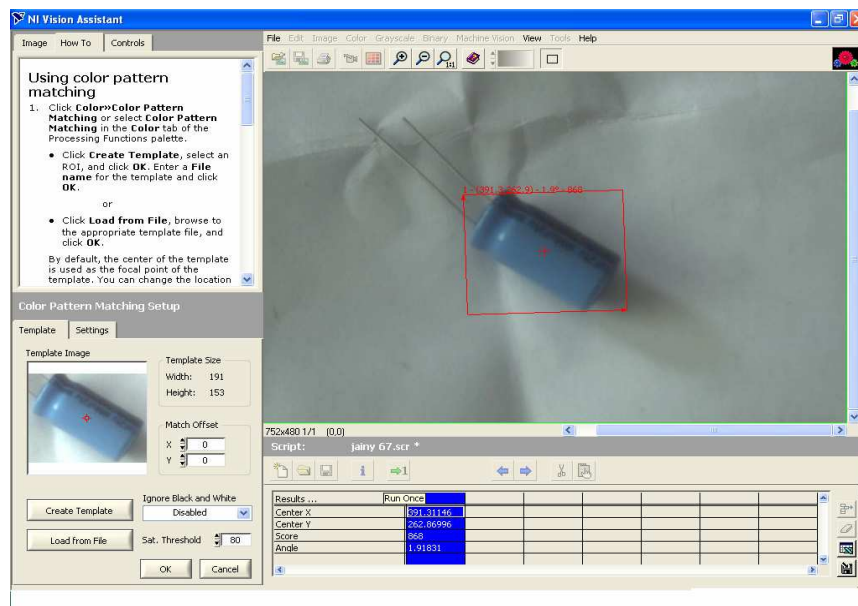 NI Vision Assistant
Image How To Controls
File Edit Image Color Grayscale Binary Machine Vision View Tools Help
Using color pattern
matching
1. Click Color»Color Pattern
Matching or select Color Pattern
Matching in the Color tab of the
Processing Functions palette.
• Click Create Template, select an
ROI, and click OK. Enter a File
name for the template and click
OK.
or
• Click Load from File, browse to
the appropriate template file, and
click OK.
By default, the center of the template
is used as the focal point of the
template. You can change the location
Color Pattern Matching Setup
Template Settings
Template Image
Template Size
Width: 191
Height: 153
Match Offset
X 0
Y 0
Create Template
Ignore Black and White
Disabled
Load from File
Sat. Threshold 80
OK Cancel
1:1
1 - (391.3,262.9) - 1.9° - 868
752x480 1/1 (0,0)
Script: jainy 67.scr *
1
Results ... Run Once
Center X 391.31146
Center Y 262.86996
Score 868
Angle 1.91831